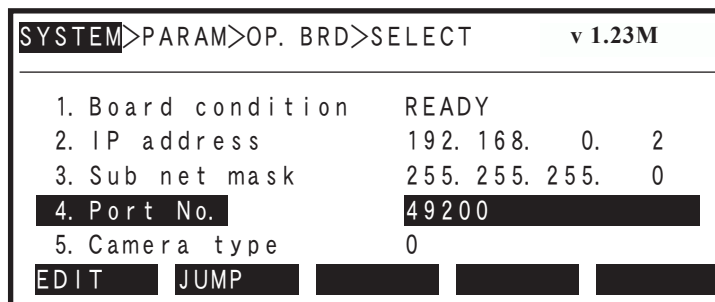 SYSTEM>PARAM>OP. BRD>SELECT v 1.23M
1. Board condition READY
2. IP address 192. 168. 0. 2
3. Sub net mask 255. 255. 255. 0
4. Port No. 49200
5. Camera type 0
EDIT JUMP